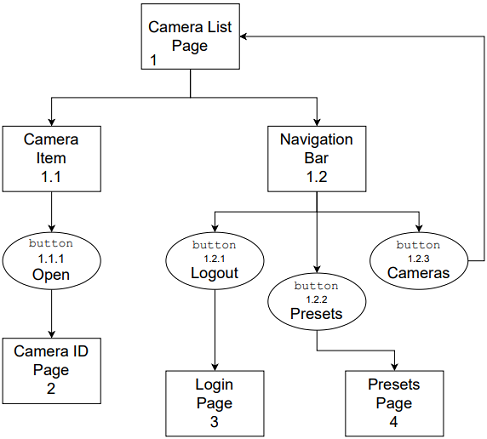 Camera List
Page
1
Camera
Item
1.1
Navigation
Bar
1.2
button
1.1.1
Open
button
1.2.1
Logout
button
1.2.2
Presets
button
1.2.3
Cameras
Camera ID
Page
2
Login
Page
3
Presets
Page
4